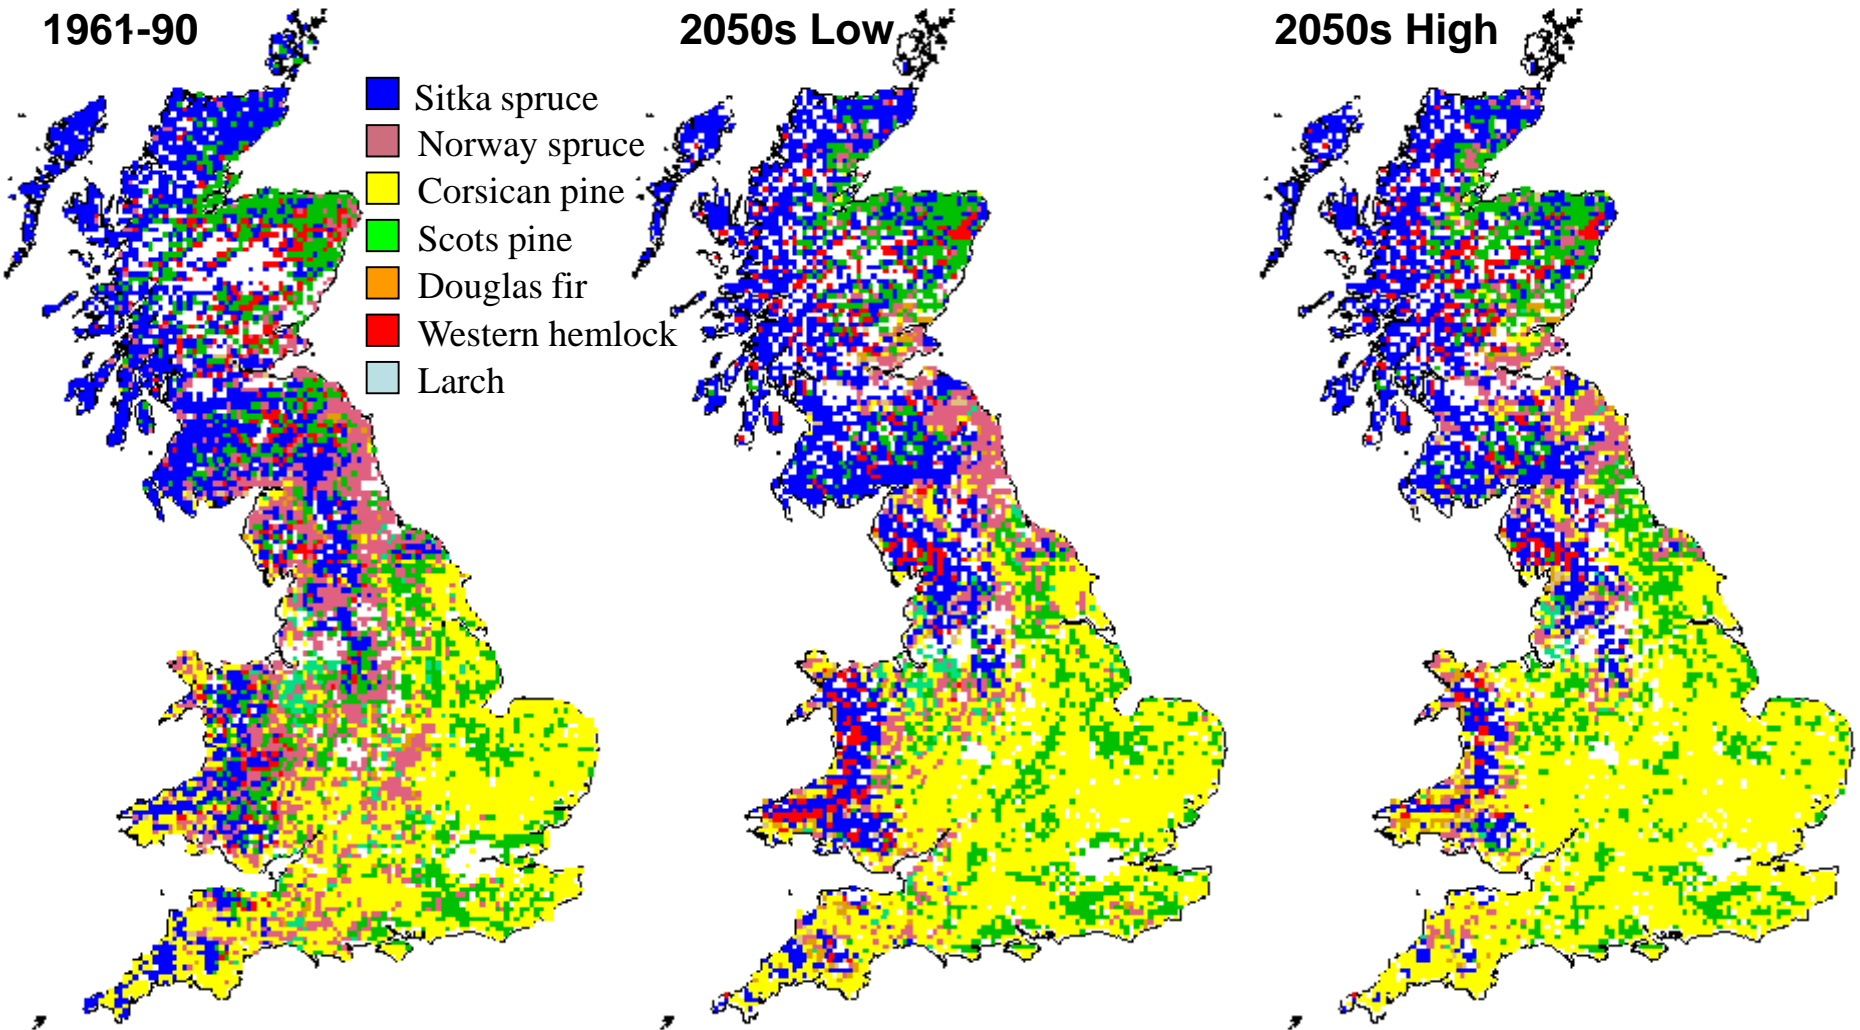 1961-90
2050s Low
2050s High
Sitka spruce
Norway spruce
Corsican pine
Scots pine
Douglas fir
Western hemlock
Larch